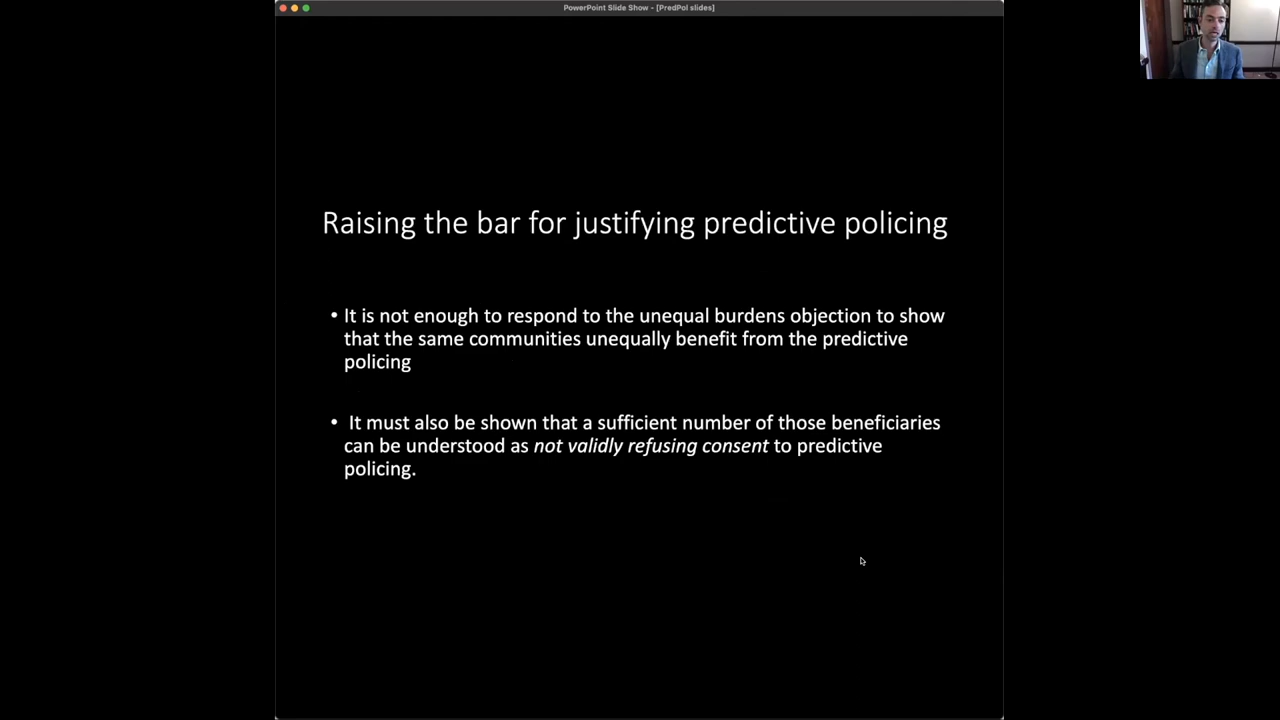 PowerPoint Slide Show - [PredPol slides]
Raising the bar for justifying predictive policing
• It is not enough to respond to the unequal burdens objection to show
that the same communities unequally benefit from the predictive
policing
• It must also be shown that a sufficient number of those beneficiaries
can be understood as not validly refusing consent to predictive
policing.